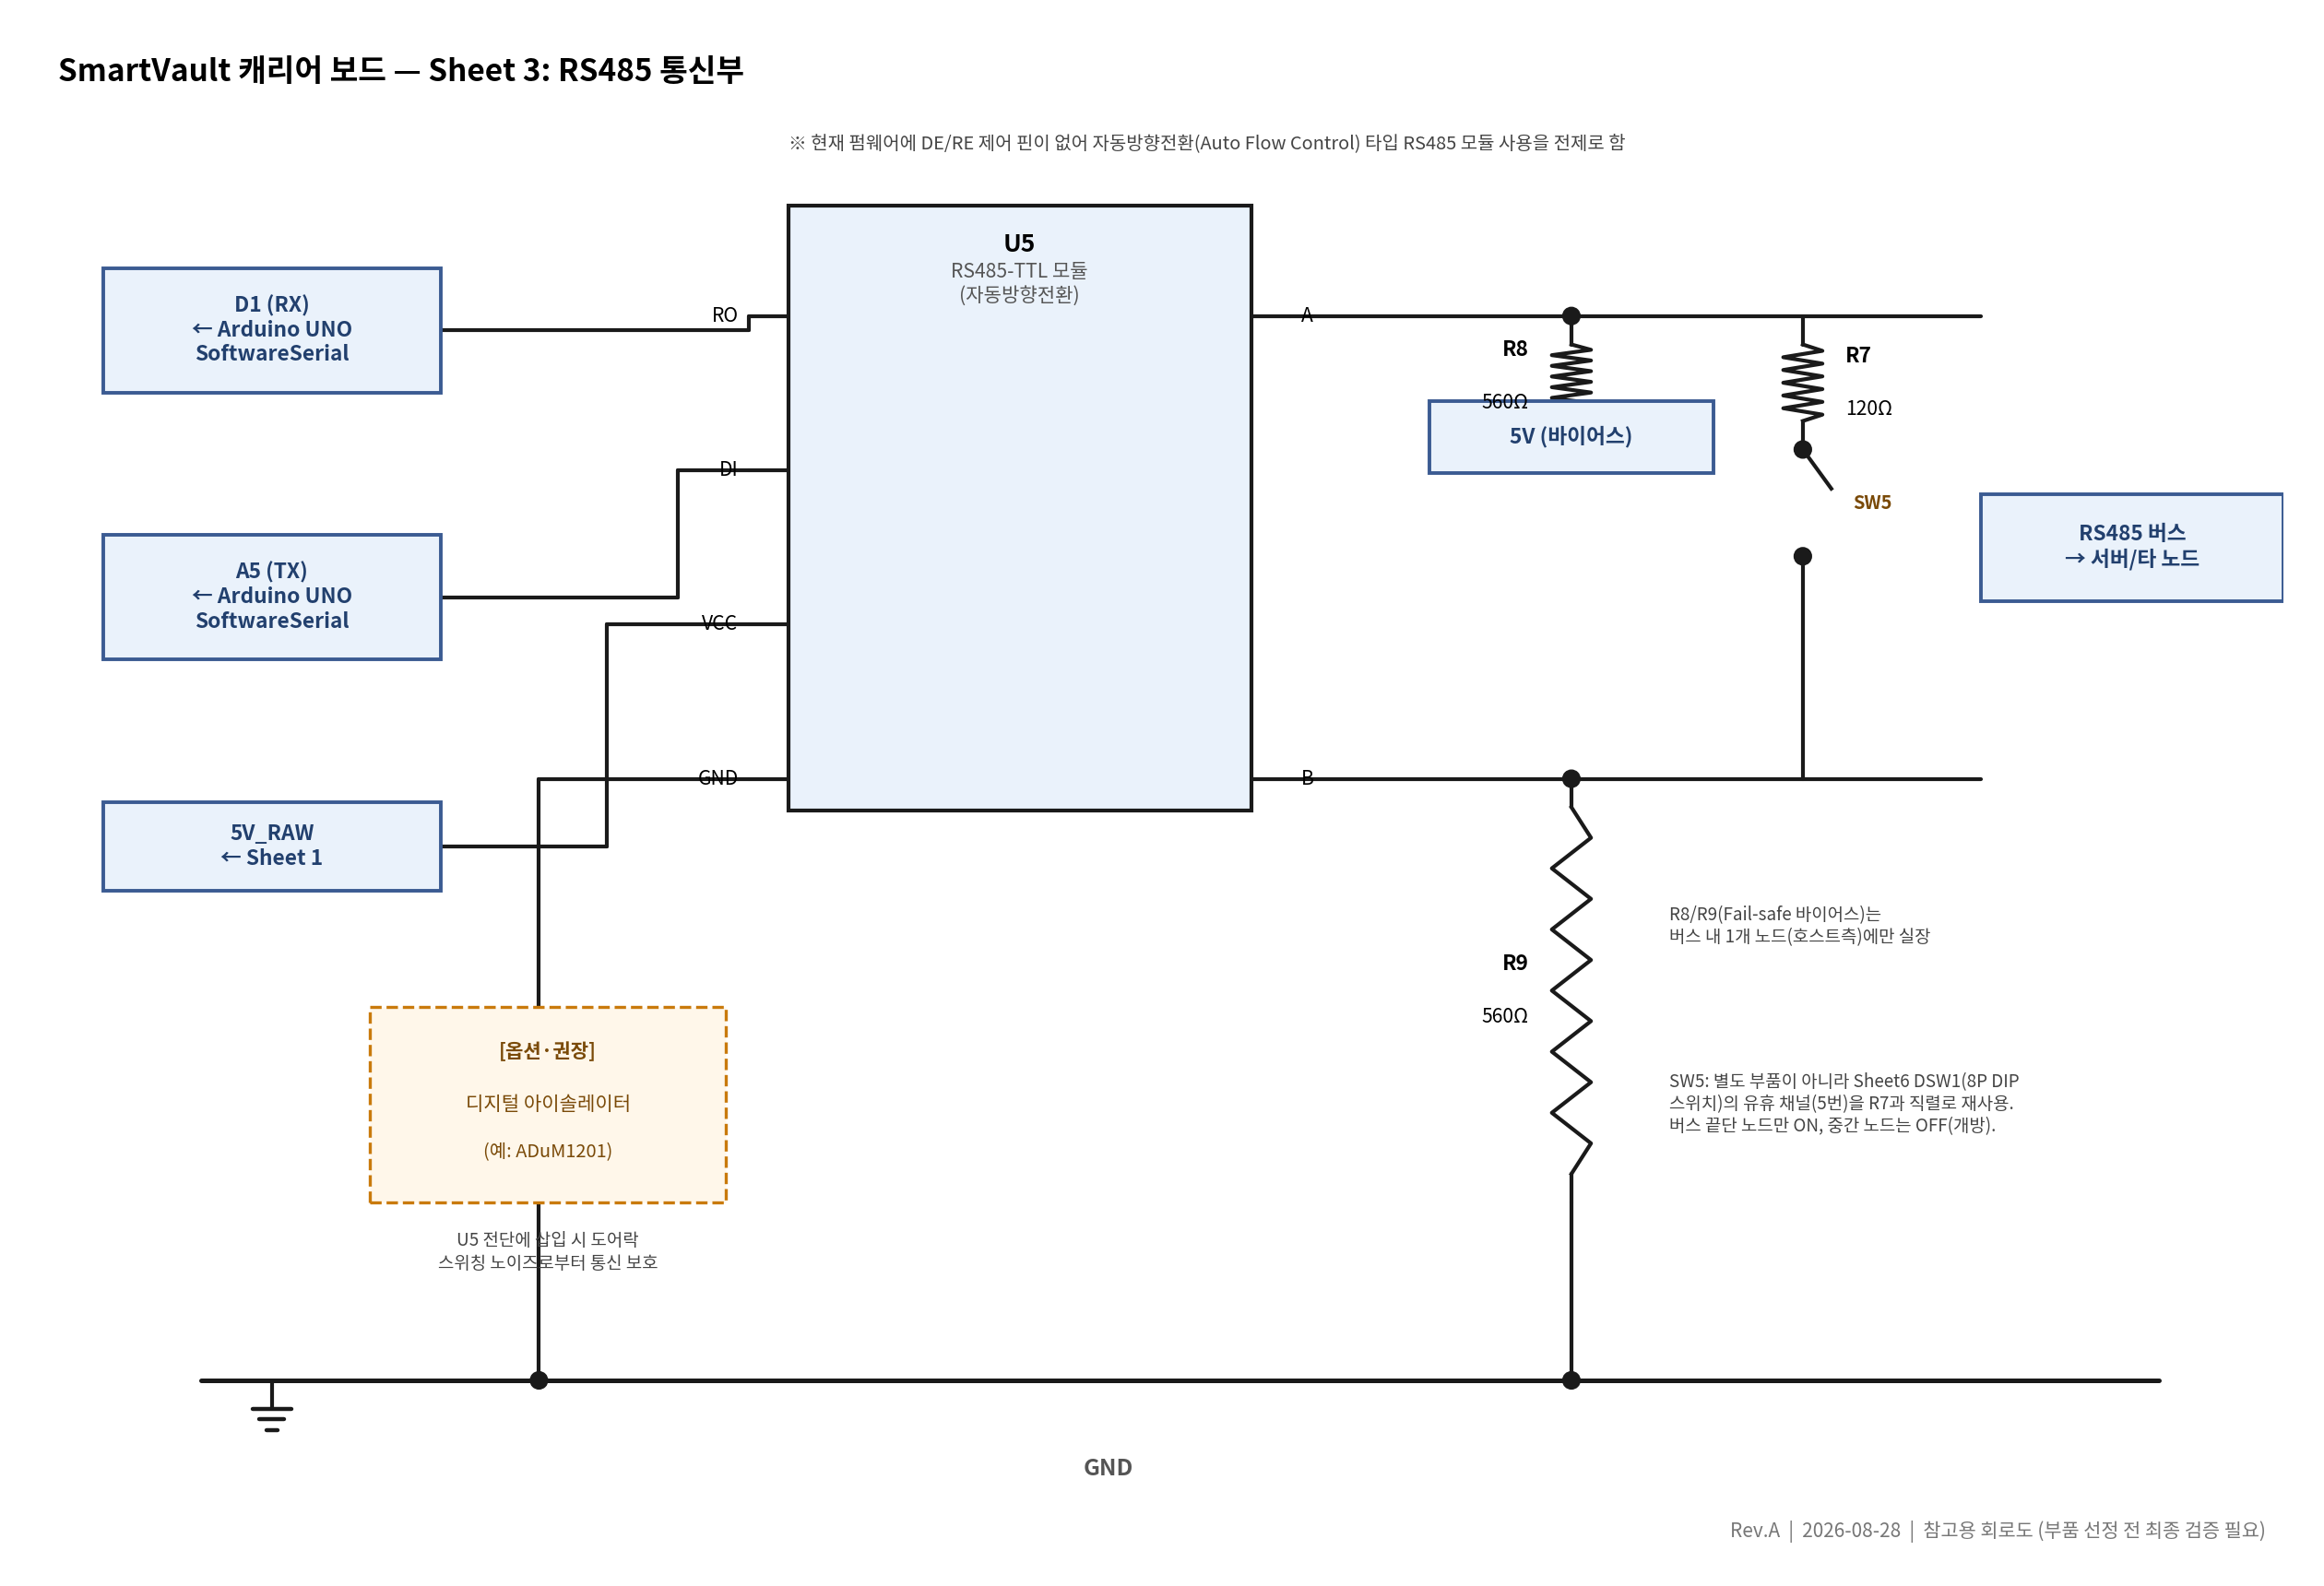 SmartVault 캐리어 보드 — Sheet 3: RS485 통신부
※ 현재 펌웨어에 DE/RE 제어 핀이 없어 자동방향전환(Auto Flow Control) 타입 RS485 모듈 사용을 전제로 함
U5
RS485-TTL 모듈
(자동방향전환)
D1 (RX)
← Arduino UNO
SoftwareSerial
RO
A
R8
560Ω
R7
120Ω
5V (바이어스)
DI
SW5
A5 (TX)
← Arduino UNO
SoftwareSerial
RS485 버스
→ 서버/타 노드
VCC
GND
B
5V_RAW
← Sheet 1
R8/R9(Fail-safe 바이어스)는
버스 내 1개 노드(호스트측)에만 실장
R9
560Ω
[옵션·권장]
디지털 아이솔레이터
(예: ADuM1201)
SW5: 별도 부품이 아니라 Sheet6 DSW1(8P DIP
스위치)의 유휴 채널(5번)을 R7과 직렬로 재사용.
버스 끝단 노드만 ON, 중간 노드는 OFF(개방).
U5 전단에 삽입 시 도어락
스위칭 노이즈로부터 통신 보호
GND
Rev.A | 2026-08-28 | 참고용 회로도 (부품 선정 전 최종 검증 필요)